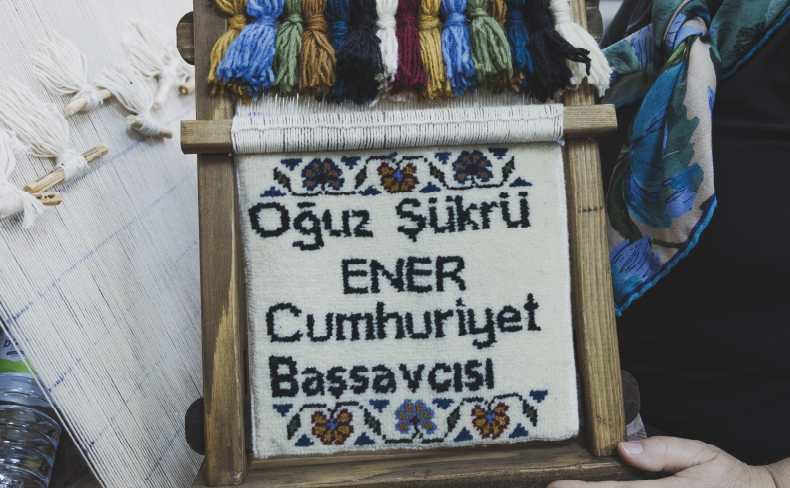 Oğuz Şükrü
ENER
Cumhuriyet
Başsavcısı